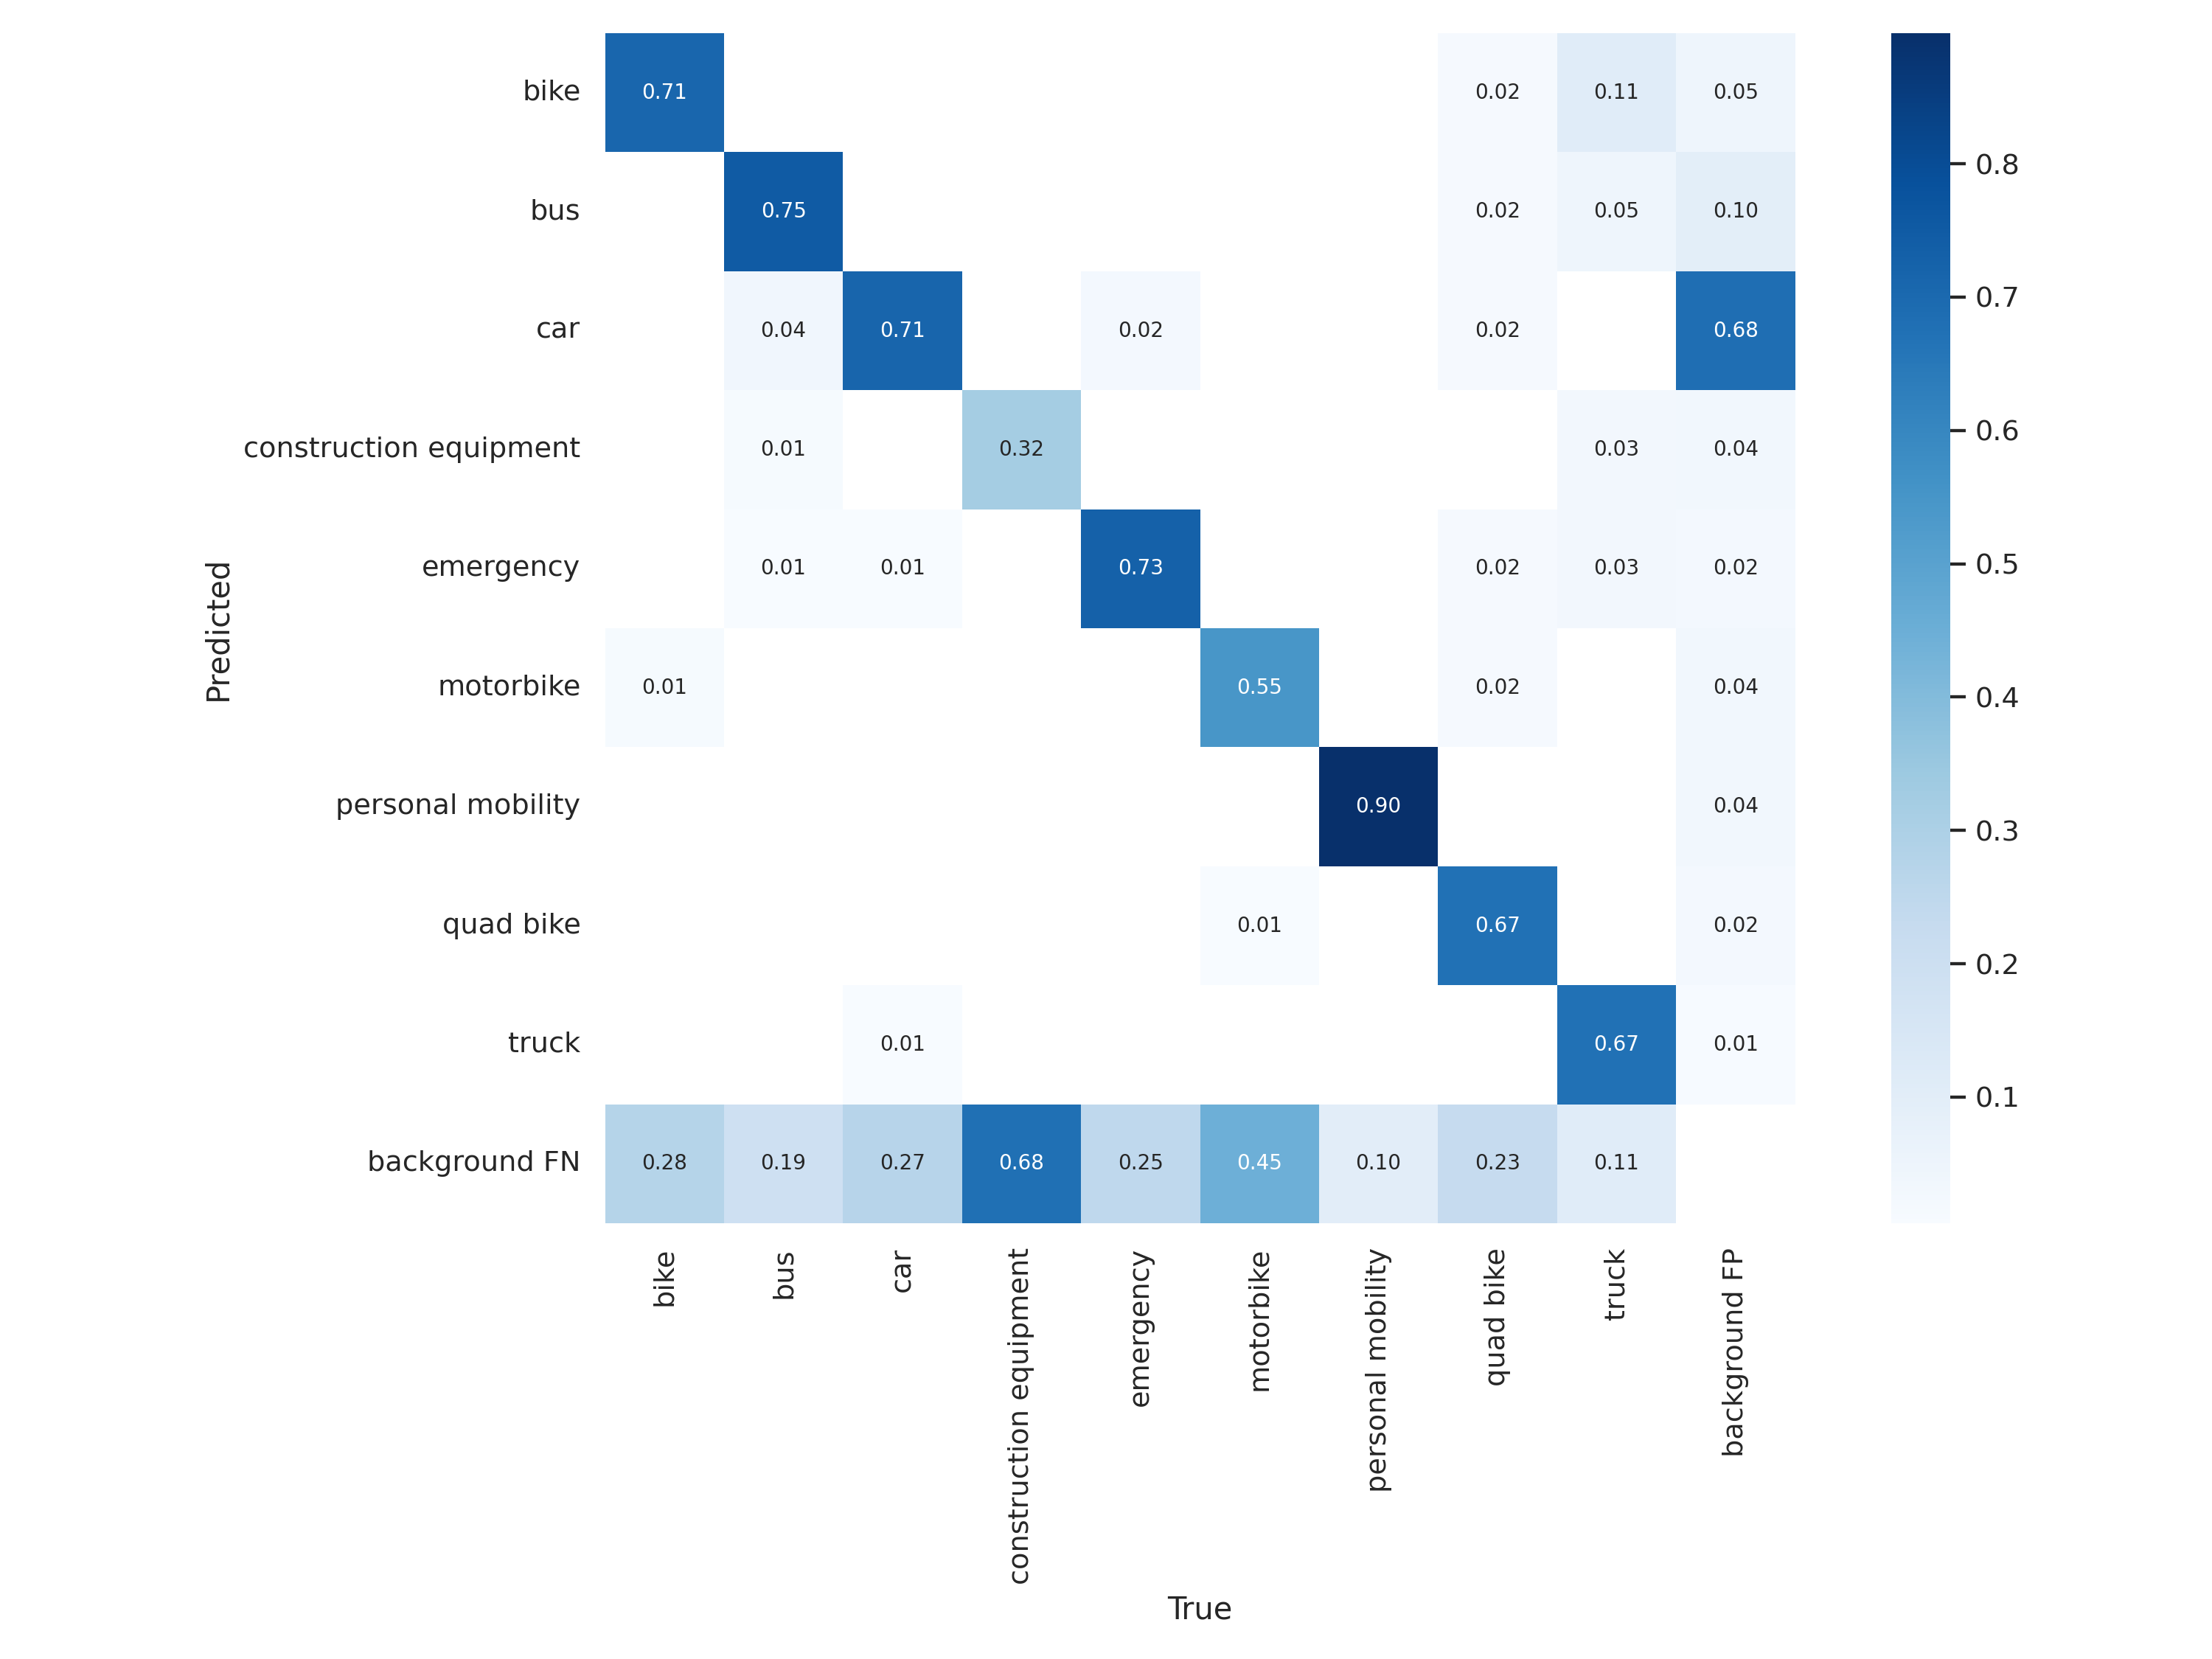 bike 0.71 0.02 0.11 0.05
0.8
bus 0.75 0.02 0.05 0.10
0.7
car 0.04 0.71 0.02 0.02 0.68
0.6
construction equipment 0.01 0.32 0.03 0.04
0.5
emergency 0.01 0.01 0.73 0.02 0.03 0.02
Predicted
motorbike 0.01 0.55 0.02 0.04
0.4
personal mobility 0.90 0.04
0.3
quad bike 0.01 0.67 0.02
0.2
truck 0.01 0.67 0.01
0.1
background FN 0.28 0.19 0.27 0.68 0.25 0.45 0.10 0.23 0.11
bike
bus
car
construction equipment
emergency
motorbike
personal mobility
quad bike
truck
background FP
True